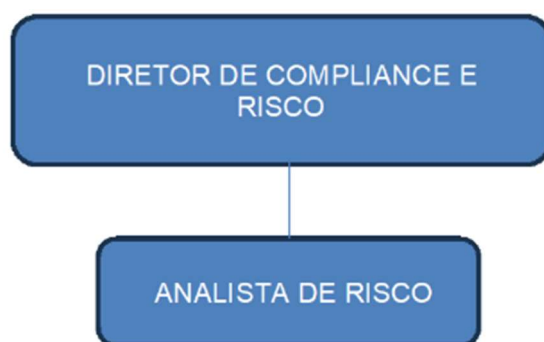 DIRETOR DE COMPLIANCE E
RISCO
ANALISTA DE RISCO